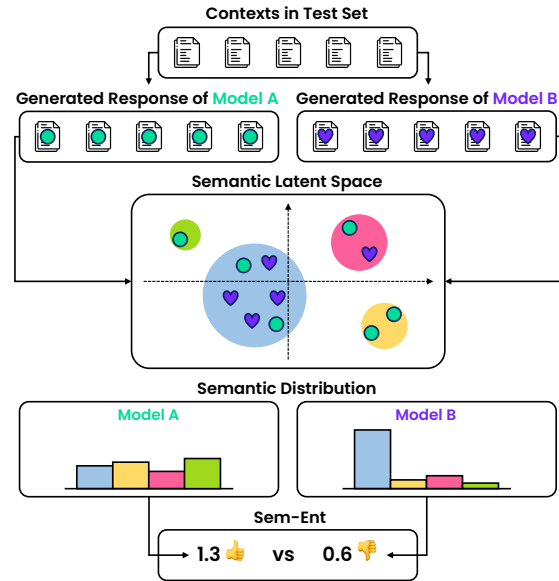 Contexts in Test Set
Generated Response of Model A
Generated Response of Model B
Semantic Latent Space
Semantic Distribution
Model A
Model B
Sem-Ent
1.3 👍 vs 0.6 👎